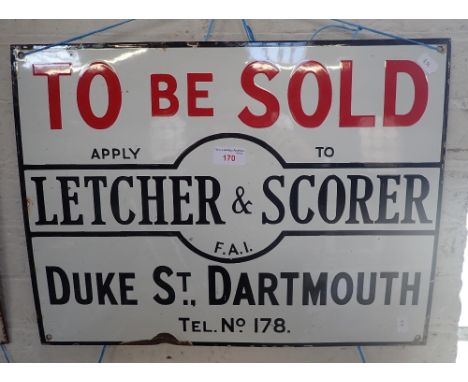 TO BE SOLD
APPLY TO
170
LETCHER & SCORER
F.A.I.
DUKE ST., DARTMOUTH
TEL. NO 178.